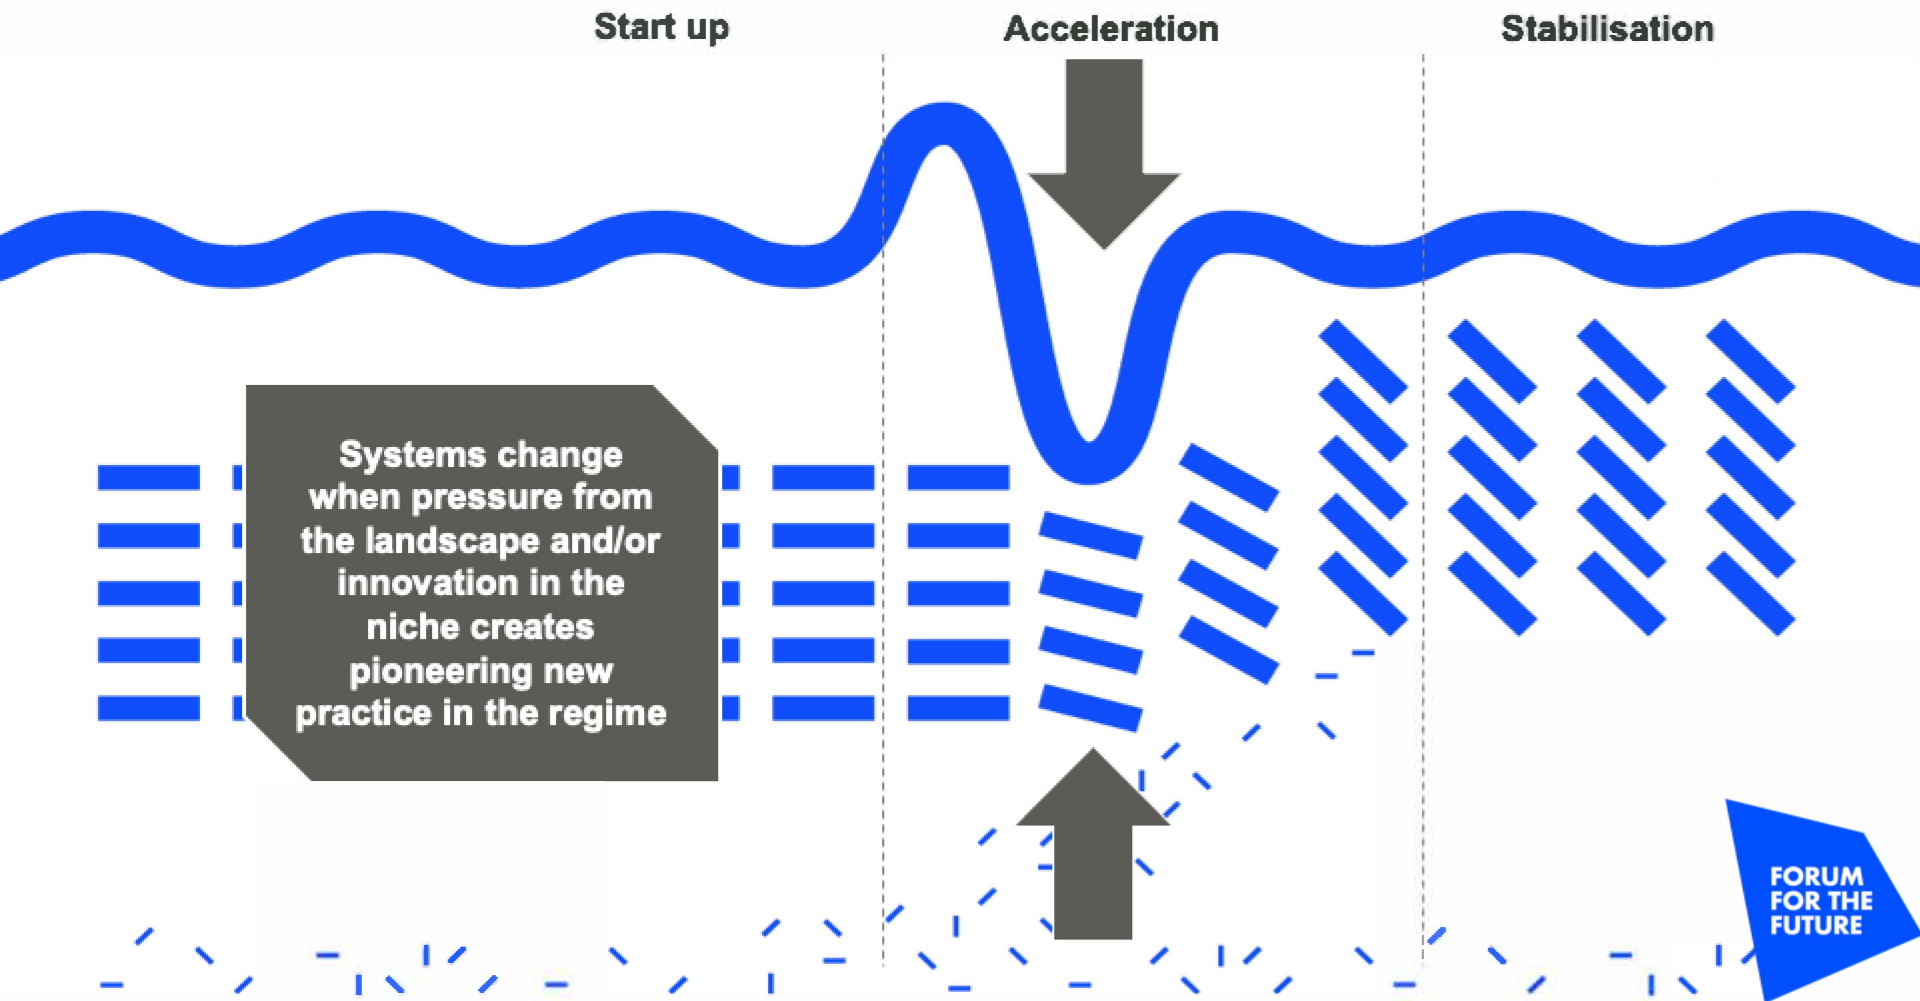 Start up
Acceleration
Stabilisation
Systems change
when pressure from
the landscape and/or
innovation in the
niche creates
pioneering new
practice in the regime
FORUM
FOR THE
FUTURE